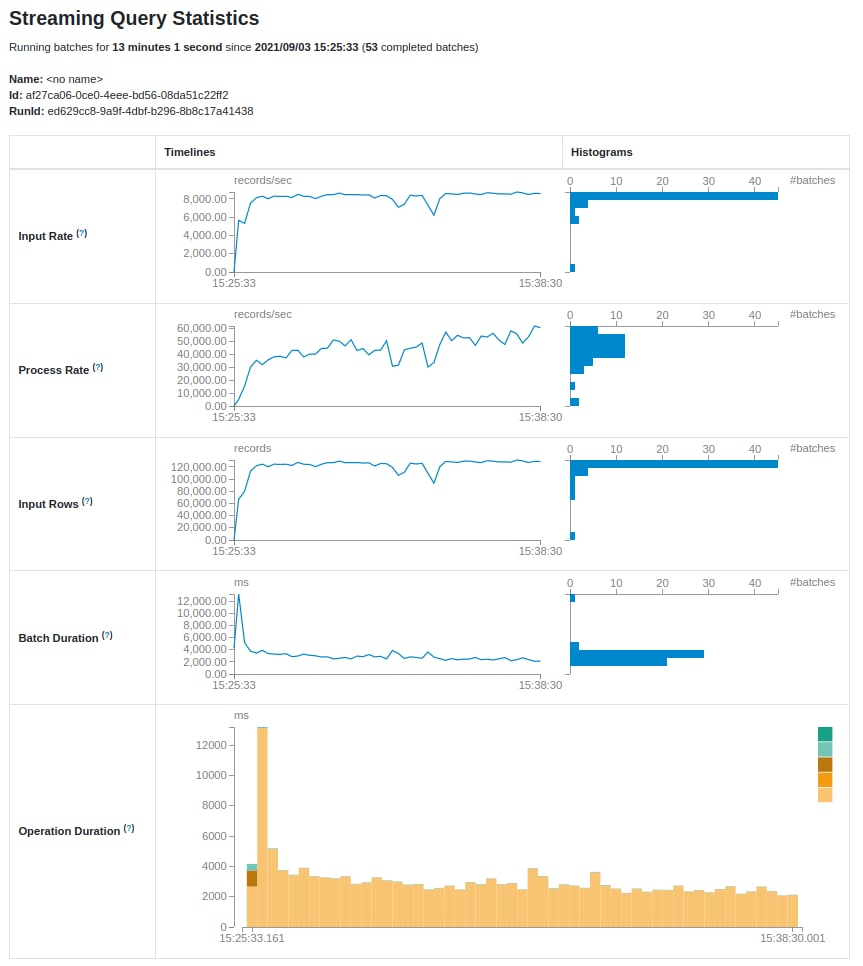 Streaming Query Statistics
Running batches for 13 minutes 1 second since 2021/09/03 15:25:33 (53 completed batches)
Name: <no name>
Id: af27ca06-0ce0-4eee-bd56-08da51c22ff2
RunId: ed629cc8-9a9f-4dbf-b296-8b8c17a41438
Timelines Histograms
Input Rate (?)
records/sec
8,000.00
6,000.00
4,000.00
2,000.00
0.00
15:25:33 15:38:30
0 10 20 30 40 #batches
Process Rate (?)
records/sec
60,000.00
50,000.00
40,000.00
30,000.00
20,000.00
10,000.00
0.00
15:25:33 15:38:30
0 10 20 30 40 #batches
Input Rows (?)
records
120,000.00
100,000.00
80,000.00
60,000.00
40,000.00
20,000.00
0.00
15:25:33 15:38:30
0 10 20 30 40 #batches
Batch Duration (?)
ms
12,000.00
10,000.00
8,000.00
6,000.00
4,000.00
2,000.00
0.00
15:25:33 15:38:30
0 10 20 30 40 #batches
Operation Duration (?)
ms
12000
10000
8000
6000
4000
2000
0
15:25:33.161 15:38:30.001